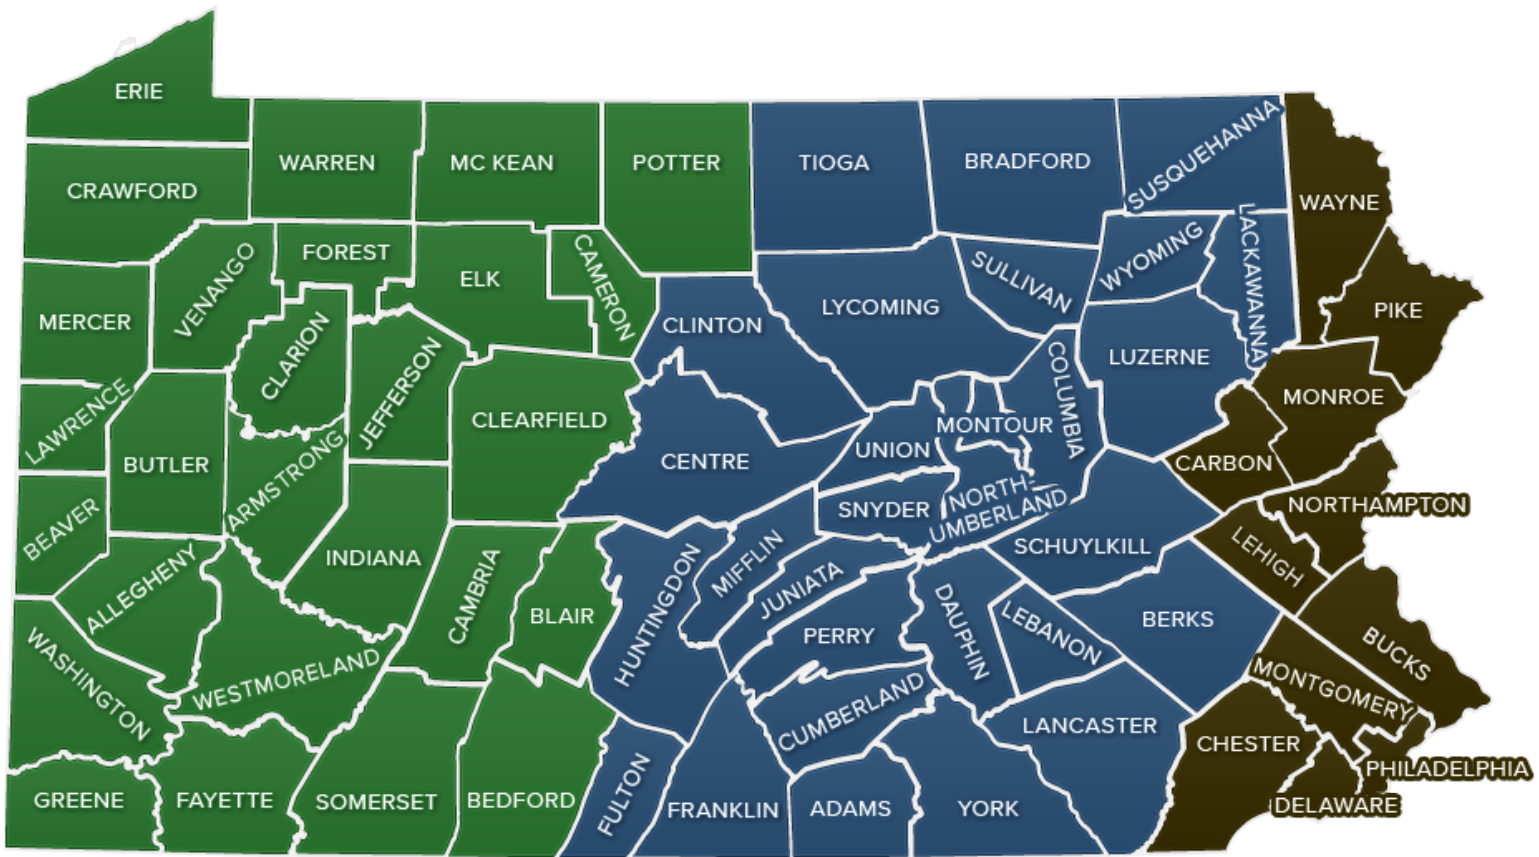 ERIE
WARREN
MC KEAN
POTTER
TIOGA
BRADFORD
SUSQUEHANNA
WAYNE
CRAWFORD
FOREST
VENANGO
ELK
CAMERON
SULLIVAN
WYOMING
LACKAWANNA
MERCER
CLARION
JEFFERSON
CLINTON
LYCOMING
COLUMBIA
LUZERNE
PIKE
MONROE
LAWRENCE
BUTLER
ARMSTRONG
CLEARFIELD
CENTRE
UNION
MONTOUR
CARBON
BEAVER
INDIANA
SNYDER
NORTH-
UMBERLAND
SCHUYLKILL
NORTHAMPTON
LEHIGH
ALLEGHENY
CAMBRIA
BLAIR
HUNTINGDON
MIFFLIN
JUNIATA
PERRY
DAUPHIN
LEBANON
BERKS
BUCKS
WASHINGTON
WESTMORELAND
CUMBERLAND
LANCASTER
MONTGOMERY
CHESTER
PHILADELPHIA
DELAWARE
GREENE
FAYETTE
SOMERSET
BEDFORD
FULTON
FRANKLIN
ADAMS
YORK